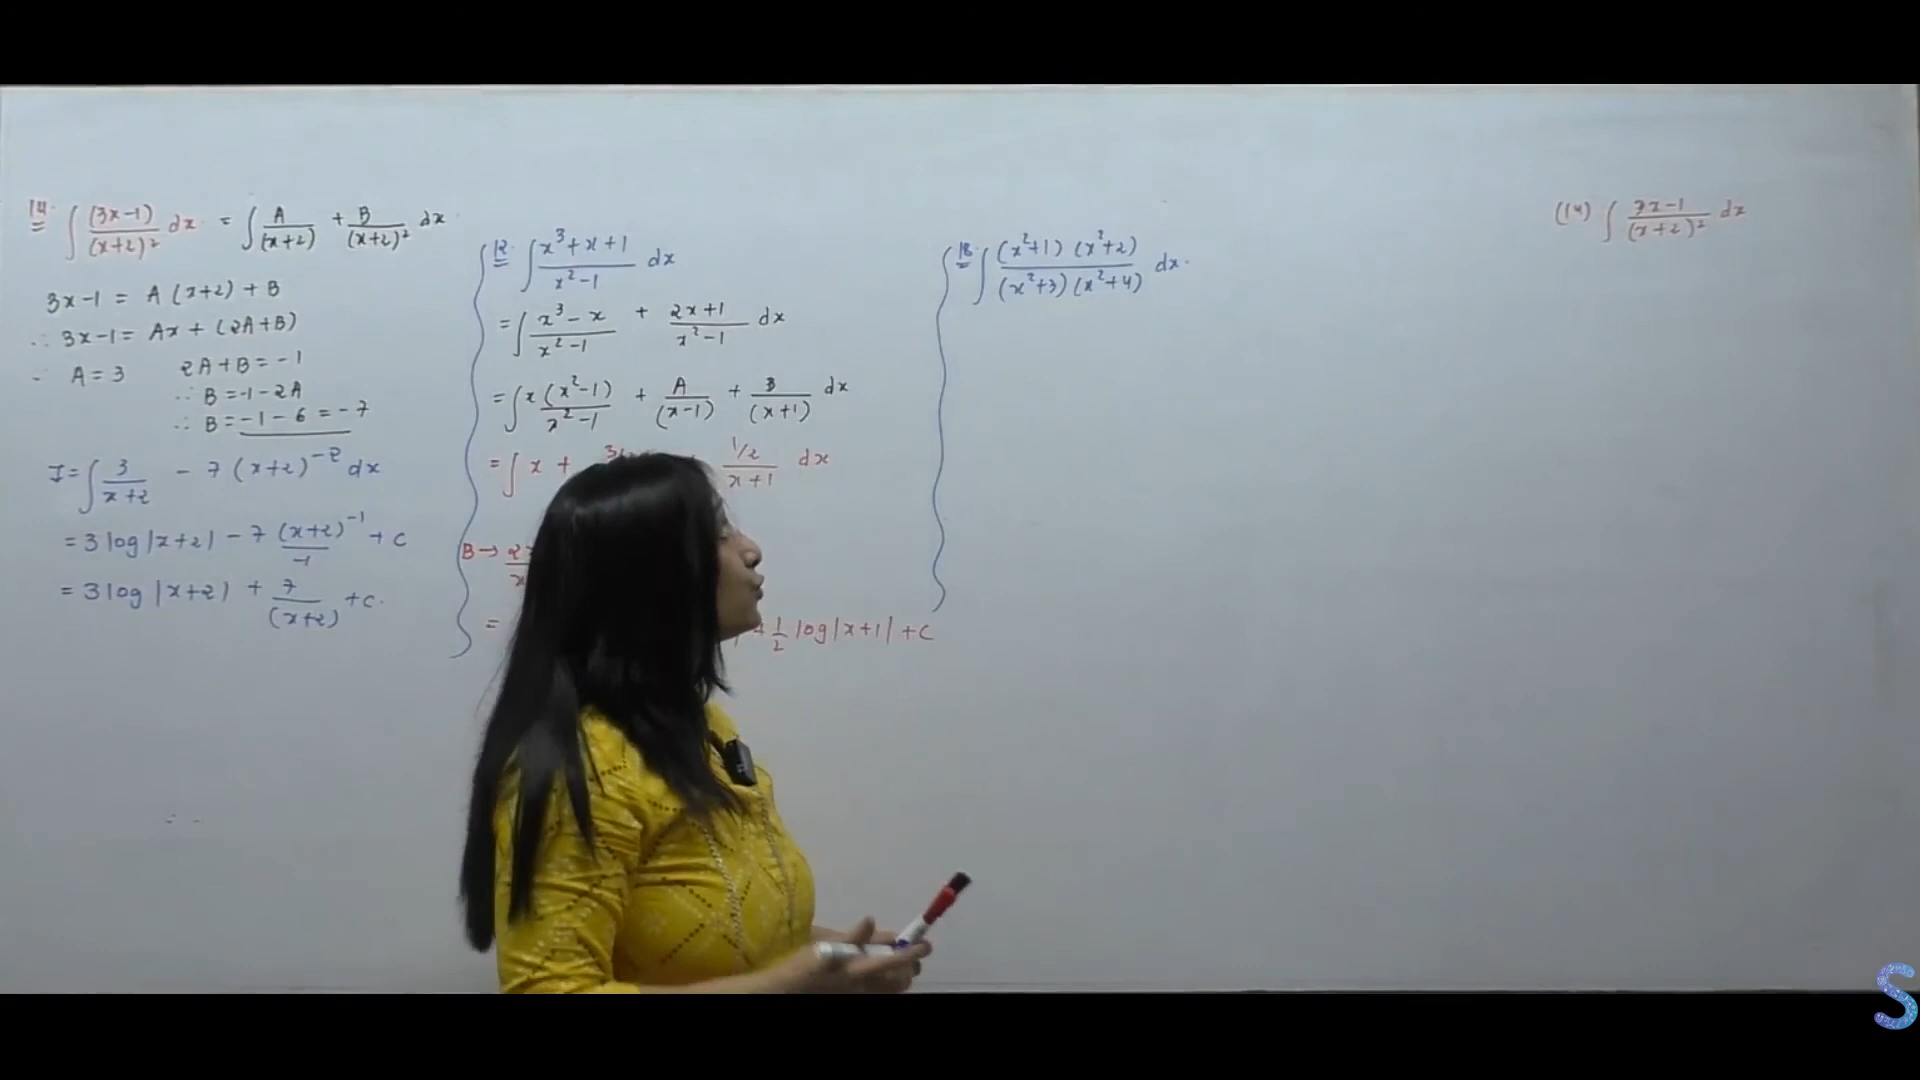 14. ∫ (3x-1)/(x+2)² dx = ∫ A/(x+2) + B/(x+2)² dx
3x-1 = A(x+2)+B
∴ 3x-1 = Ax + (2A+B)
A=3 2A+B=-1
∴ B=-1-2A
∴ B=-1-6=-7
I=∫ 3/(x+2) - 7(x+2)⁻² dx
= 3 log|x+2| - 7 (x+2)⁻¹/-1 + C
= 3 log|x+2| + 7/(x+2) + C.
12. ∫ (x³+x+1)/(x²-1) dx
= ∫ (x³-x)/(x²-1) + (2x+1)/(x²-1) dx
= ∫ x(x²-1)/(x²-1) + A/(x-1) + B/(x+1) dx
= ∫ x + 1/2/(x+1) dx
B→
= + 1/2 log|x+1| + C
18. ∫ (x²+1)(x²+2)/(x²+3)(x²+4) dx.
(14) ∫ (3x-1)/(x+2)² dx
S